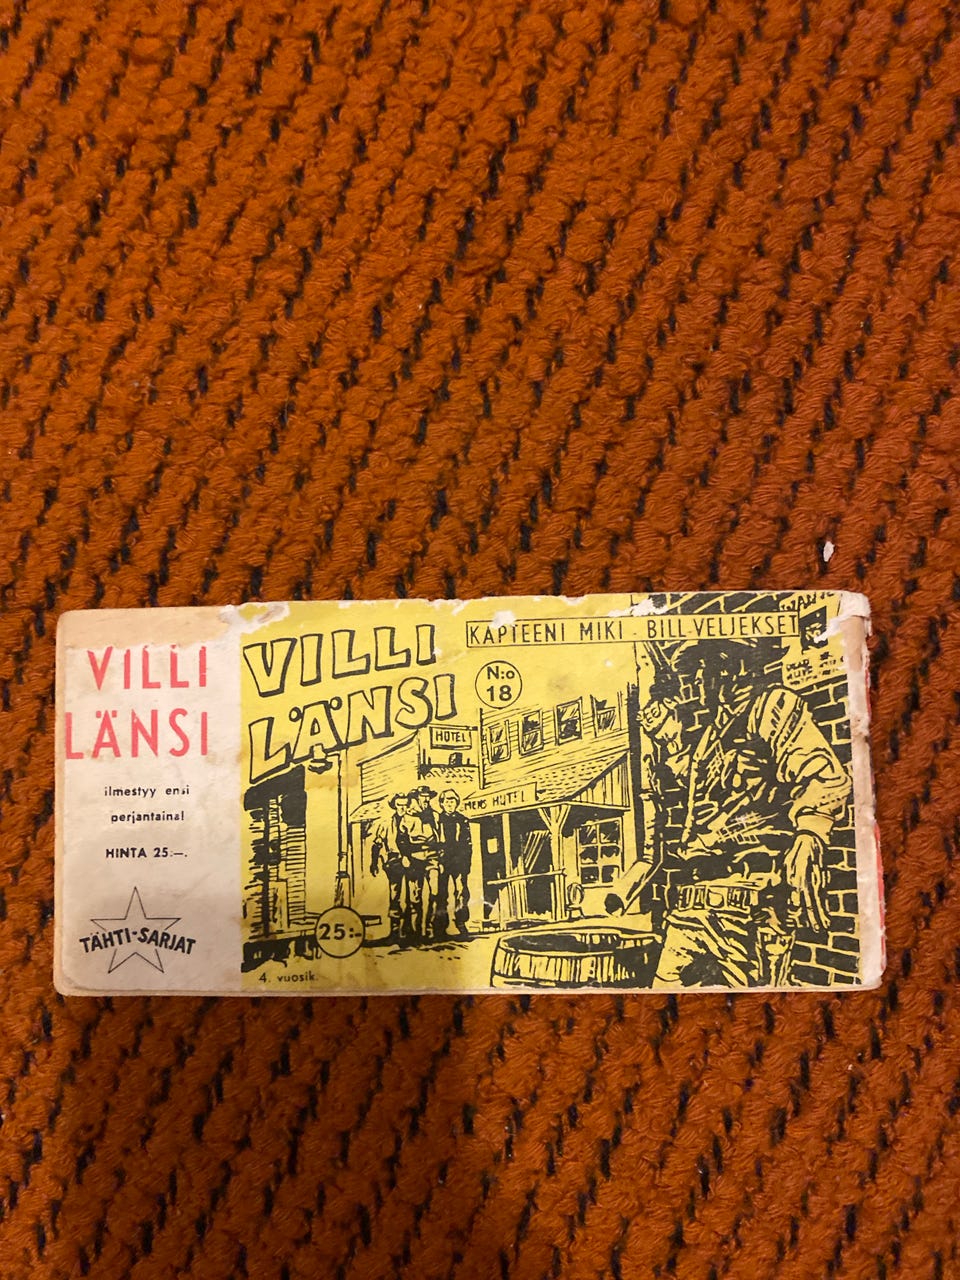 VILLI
LÄNSI
ilmestyy ensi
perjantaina!
HINTA 25:—.
TÄHTI-SARJAT
VILLI
LÄNSI
KAPTEENI MIKI - BILL-VELJEKSET
N:o
18
HOTEL
MENS HOTEL
25:-
4. vuosik.